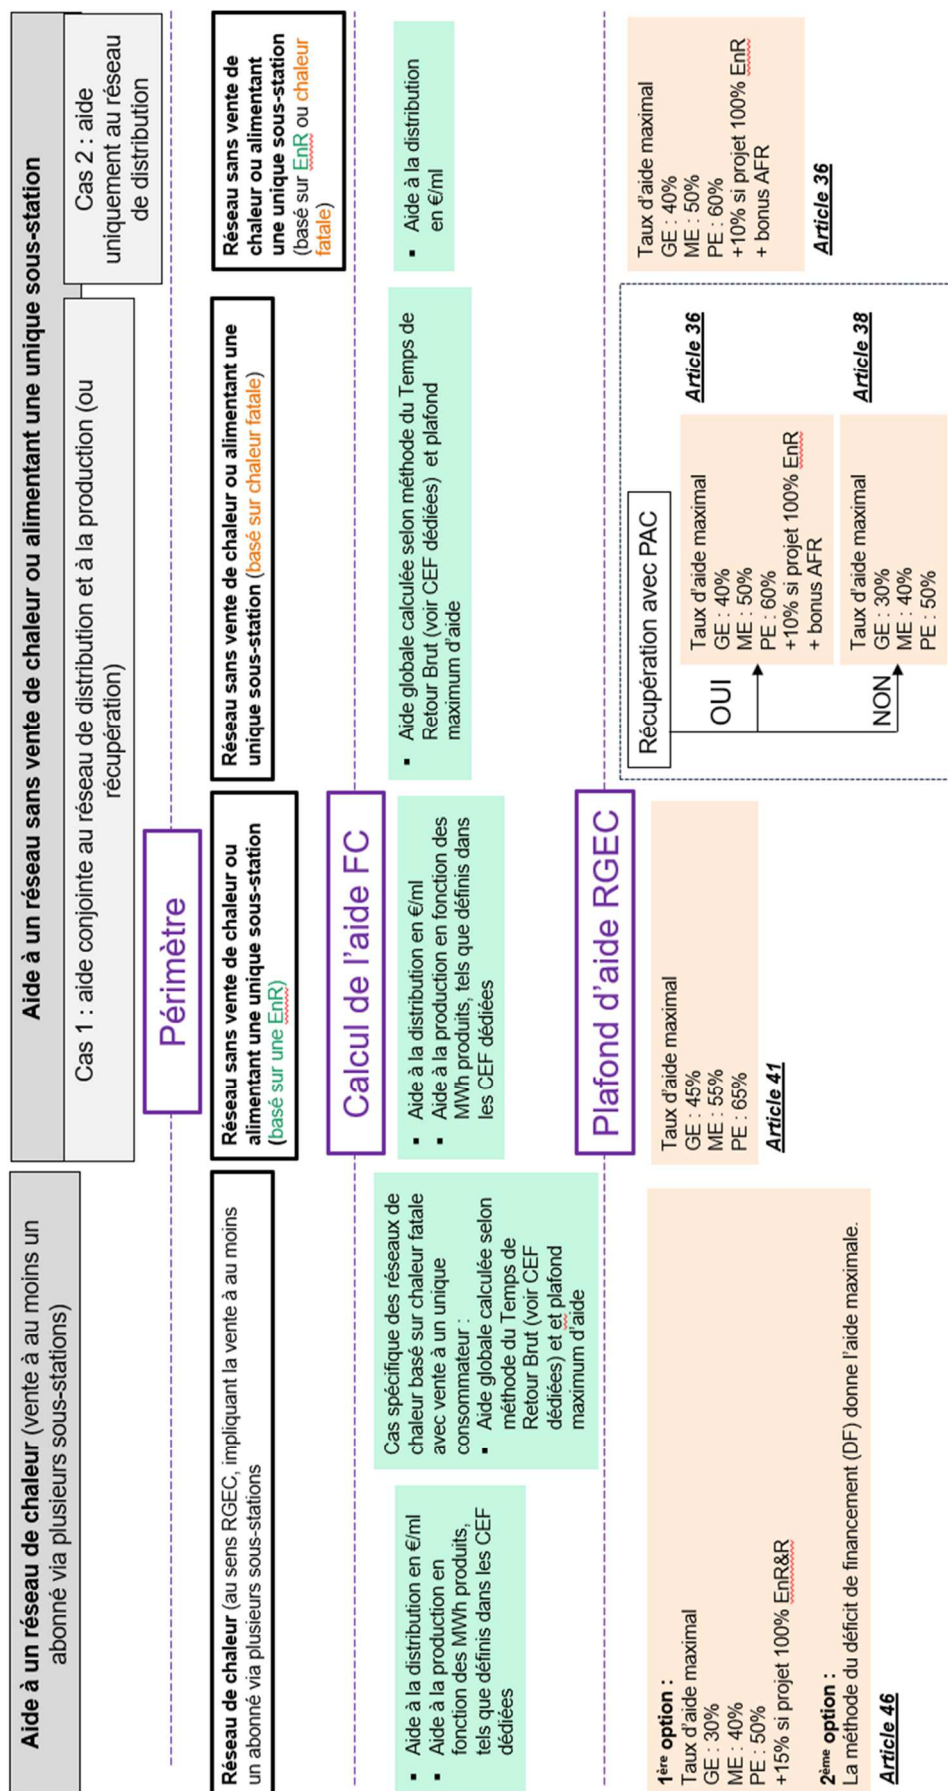 Aide à un réseau de chaleur (vente à au moins un
abonné via plusieurs sous-stations)
Aide à un réseau sans vente de chaleur ou alimentant une unique sous-station
Cas 1 : aide conjointe au réseau de distribution et à la production (ou
récupération)
Cas 2 : aide
uniquement au réseau
de distribution
Périmètre
Réseau de chaleur (au sens RGEC, impliquant la vente à au moins
un abonné via plusieurs sous-stations
Réseau sans vente de chaleur ou
alimentant une unique sous-station
(basé sur une EnR)
Réseau sans vente de chaleur ou alimentant une
unique sous-station (basé sur chaleur fatale)
Réseau sans vente de
chaleur ou alimentant
une unique sous-station
(basé sur EnR ou chaleur
fatale)
Calcul de l'aide FC
▪ Aide à la distribution en €/ml
▪ Aide à la production en
fonction des MWh produits,
tels que définis dans les CEF
dédiées
Cas spécifique des réseaux de
chaleur basé sur chaleur fatale
avec vente à un unique
consommateur :
▪ Aide globale calculée selon
méthode du Temps de
Retour Brut (voir CEF
dédiées) et et plafond
maximum d'aide
▪ Aide à la distribution en €/ml
▪ Aide à la production en fonction des
MWh produits, tels que définis dans
les CEF dédiées
▪ Aide globale calculée selon méthode du Temps de
Retour Brut (voir CEF dédiées) et plafond
maximum d'aide
▪ Aide à la distribution
en €/ml
Plafond d'aide RGEC
1ère option :
Taux d'aide maximal
GE : 30%
ME : 40%
PE : 50%
+15% si projet 100% EnR&R
2ème option :
La méthode du déficit de financement (DF) donne l'aide maximale.
Article 46
Taux d'aide maximal
GE : 45%
ME : 55%
PE : 65%
Article 41
Récupération avec PAC
OUI
Taux d'aide maximal
GE : 40%
ME : 50%
PE : 60%
+10% si projet 100% EnR
+ bonus AFR
Article 36
NON
Taux d'aide maximal
GE : 30%
ME : 40%
PE : 50%
Article 38
Taux d'aide maximal
GE : 40%
ME : 50%
PE : 60%
+10% si projet 100% EnR
+ bonus AFR
Article 36